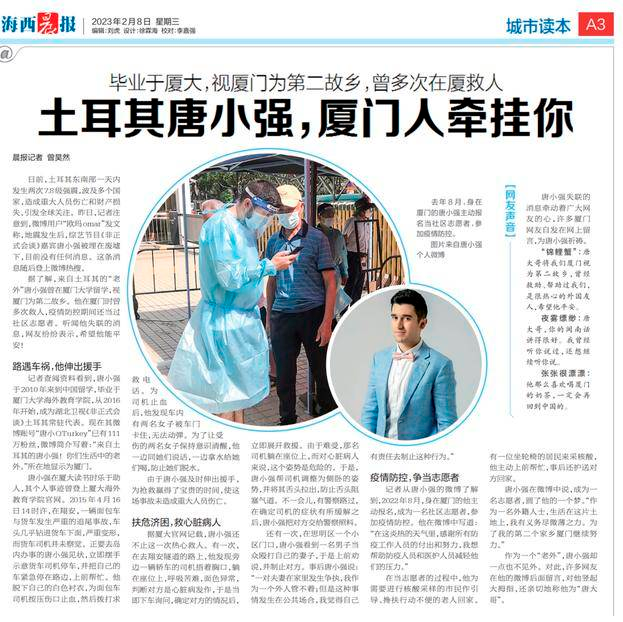 海西晨报
2023年2月8日 星期三
编辑:刘虎 设计:徐霖海 校对:李嘉强
城市读本
A3
毕业于厦大,视厦门为第二故乡,曾多次在厦救人
土耳其唐小强,厦门人牵挂你
晨报记者 曾昊然
日前,土耳其东南部一天内
发生两次7.8级强震,波及多个国
家,造成重大人员伤亡和财产损
失,引发全球关注。昨日,记者注
意到,微博用户“欧玛omar”发文
称,地震发生后,综艺节目《非正
式会谈》嘉宾唐小强被埋在废墟
下,目前没有任何消息。这条消
息随后登上微博热搜。
据了解,来自土耳其的“老
外”唐小强曾在厦门大学留学,视
厦门为第二故乡。他在厦门时曾
多次救人,疫情防控期间还当过
社区志愿者。听闻他失联的消
息,网友纷纷表示,希望他能平
安!
路遇车祸,他伸出援手
记者查阅资料看到,唐小强
于2010年来到中国留学,毕业于
厦门大学海外教育学院。从2016
年开始,成为湖北卫视《非正式会
谈》土耳其常驻代表。现在其微
博账号“唐小OTurkey”已有111
万粉丝,微博简介写着:“来自土
耳其的唐小强!你们生活中的老
外。”所在地显示为厦门。
唐小强在厦大读书时乐于助
人,其个人事迹曾登上厦大海外
教育学院官网。2015年4月16
日14时许,在翔安,一辆面包车
与货车发生严重的追尾事故,车
头几乎钻进货车下面,严重变形,
而货车司机并未察觉。正要去岛
内办事的唐小强见状,立即摆手
示意货车司机停车,并把自己的
车紧急停在路边,上前帮忙。他
脱下自己的白色衬衫,为面包车
司机按压伤口止血,然后拨打求
救电
话。为
司机止血
后,他发现车内
有两名女子被车门
卡住,无法动弹。为了让受
伤的两名女子保持意识清醒,他
一边同她们说话,一边拿水给她
们喝,防止她们脱水。
由于唐小强及时伸出援手,
为抢救赢得了宝贵的时间,使这
场事故未造成重大人员伤亡。
扶危济困,救心脏病人
据厦大官网记载,唐小强还
不止这一次热心救人。有一次,
在去翔安隧道的路上,他发现旁
边一辆轿车的司机捂着胸口,躺
在座位上,呼吸苦难,面色异常,
判断对方是心脏病发作,于是当
即下车询问,确定对方的情况后,
立即展开救援。由于难受,那名
司机躺在座位上,而对心脏病人
来说,这个姿势是危险的。于是,
唐小强帮司机调整为侧卧的姿
势,并将其舌头拉出,防止舌头阻
塞气道。不一会儿,有警察路过,
在确定司机的症状有所缓解之
后,唐小强把对方交给警察照料。
还有一次,在思明区一个小
区门口,唐小强看到一名男子当
众殴打自己的妻子,于是上前劝
说,并制止对方。事后唐小强说:
“一对夫妻在家里发生争执,我作
为一个外人管不着;但是这种事
情发生在公共场合,我觉得自己
有责任去制止这种行为。”
疫情防控,争当志愿者
记者从唐小强的微博了解
到,2022年8月,身在厦门的他主
动报名,成为一名社区志愿者,参
加疫情防控。他在微博中写道:
“在这炎热的天气里,感谢所有防
疫工作人员的付出和努力,我想
帮助防疫人员和医护人员减轻他
们的压力。”
在当志愿者的过程中,他为
需要进行核酸采样的市民作引
导,搀扶行动不便的老人回家。
有一位坐轮椅的居民来采核酸,
他主动上前帮忙,事后还护送对
方回家。
唐小强在微博中说,成为一
名志愿者,圆了他的一个梦。“作
为一名外籍人士,生活在这片土
地上,我有义务尽微薄之力。为
了我的第二个家乡厦门继续努
力。”
作为一个“老外”,唐小强却
一点也不见外。对此,许多网友
在他的微博后面留言,对他竖起
大拇指,还亲切地称他为“唐大
哥”。
去年8月,身在
厦门的唐小强主动报
名当社区志愿者,参
加疫情防控。
图片来自唐小强
个人微博
【网友声音】
唐小强失联的
消息牵动着广大网
友的心,许多厦门
网友自发在网上留
言,为唐小强祈祷。
“锦鲤蟹”:唐
大哥将我们厦门视
为第二故乡,曾经
救助、帮助过我们,
是很热心的外国友
人,希望他平安。
夜雾缥缈:唐
大哥,你的闽南话
讲得很好。我曾经
听你说过,还想继
续听你说。
张张很漂漂:
他那么喜欢喝厦门
的奶茶,一定会再
回到中国的。